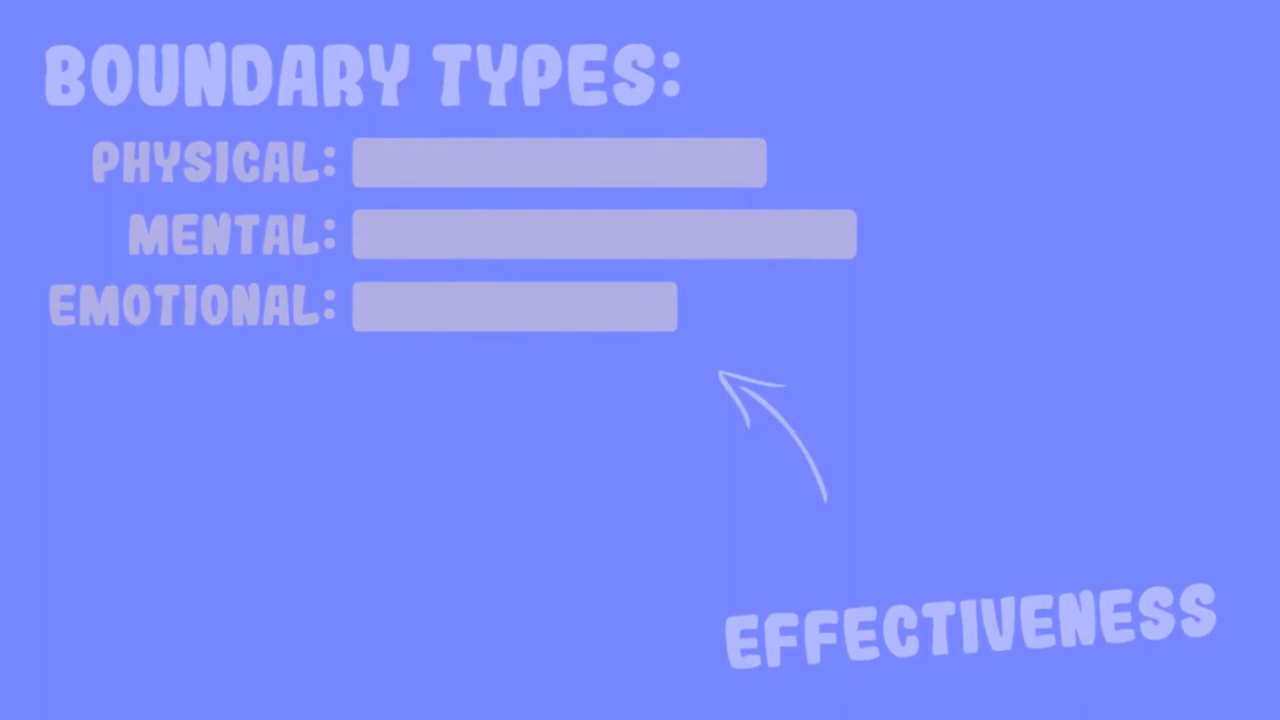 BOUNDARY TYPES:
PHYSICAL:
MENTAL:
EMOTIONAL:
EFFECTIVENESS